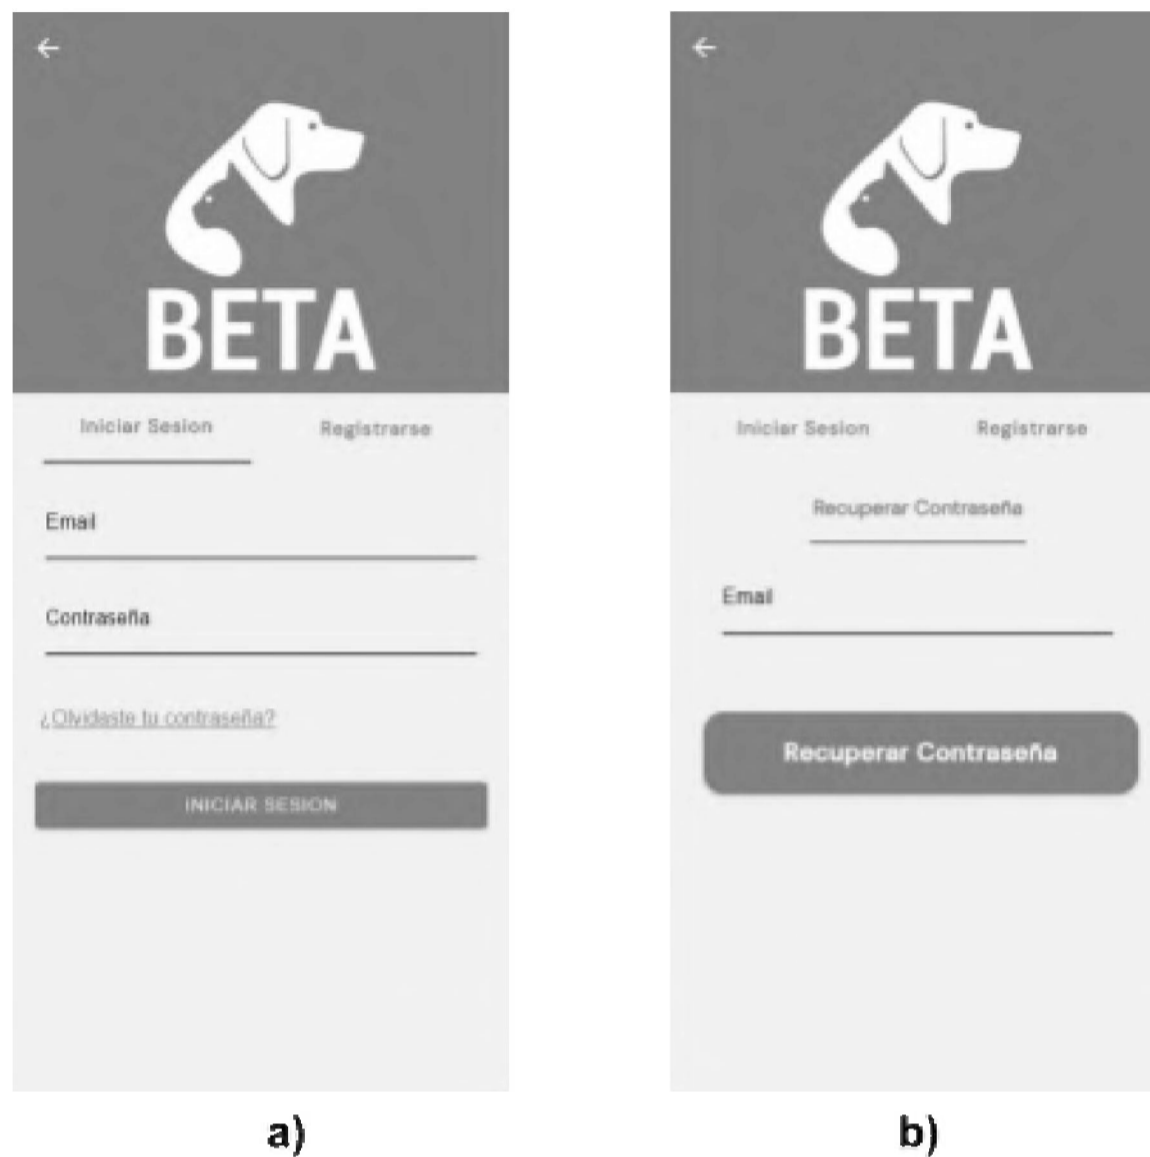 BETA
Iniciar Sesion
Registrarse
Email
Contraseña
¿Olvidaste tu contraseña?
INICIAR SESION
a)
BETA
Iniciar Sesion
Registrarse
Recuperar Contraseña
Email
Recuperar Contraseña
b)